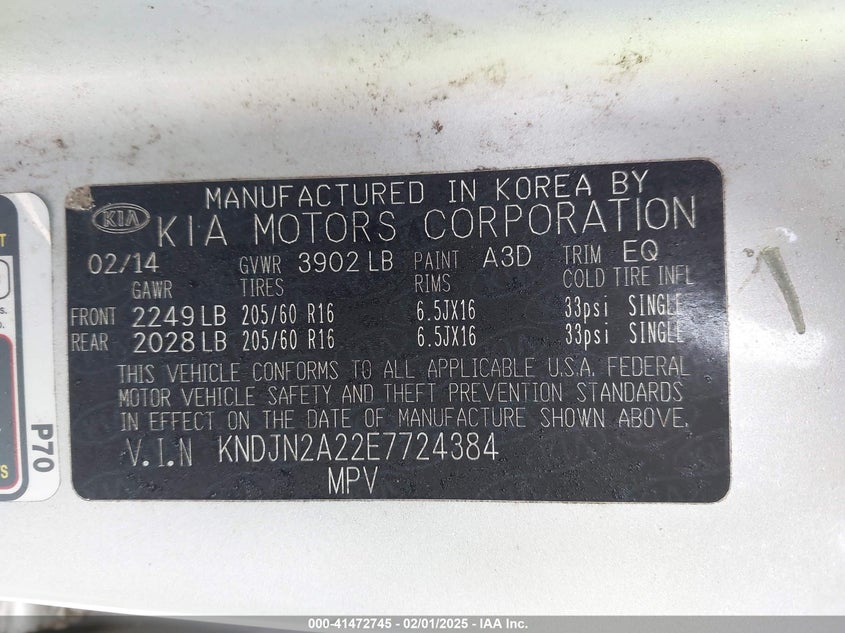 MANUFACTURED IN KOREA BY
KIA KIA MOTORS CORPORATION
02/14 GVWR 3902 LB PAINT A3D TRIM EQ
GAWR TIRES RIMS COLD TIRE INFL
FRONT 2249 LB 205/60 R16 6.5JX16 33psi SINGLE
REAR 2028 LB 205/60 R16 6.5JX16 33psi SINGLE
THIS VEHICLE CONFORMS TO ALL APPLICABLE U.S.A. FEDERAL
MOTOR VEHICLE SAFETY AND THEFT PREVENTION STANDARDS
IN EFFECT ON THE DATE OF MANUFACTURE SHOWN ABOVE.
V.I.N KNDJN2A22E7724384
MPV
P70
000-41472745 - 02/01/2025 - IAA Inc.